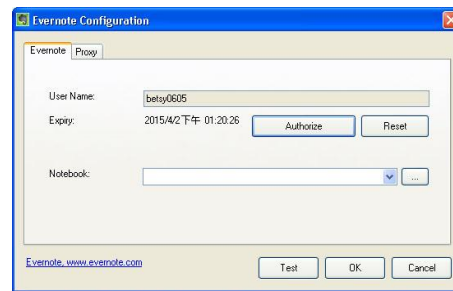 Evernote Configuration
Evernote Proxy
User Name: betsy0605
Expiry: 2015/4/2下午 01:20:26 Authorize Reset
Notebook: ...
Evernote, www.evernote.com Test OK Cancel